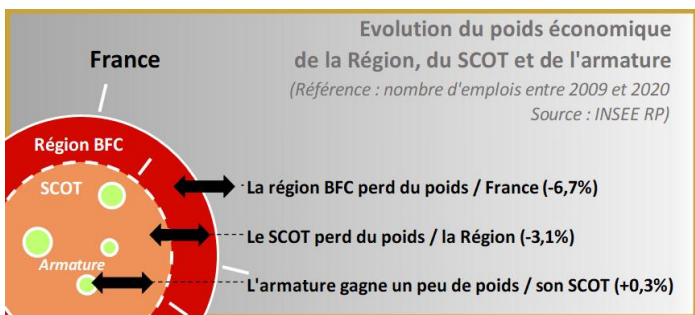 Evolution du poids économique
de la Région, du SCOT et de l'armature
(Référence : nombre d'emplois entre 2009 et 2020
Source : INSEE RP)
France
Région BFC
SCOT
Armature
La région BFC perd du poids / France (-6,7%)
Le SCOT perd du poids / la Région (-3,1%)
L'armature gagne un peu de poids / son SCOT (+0,3%)